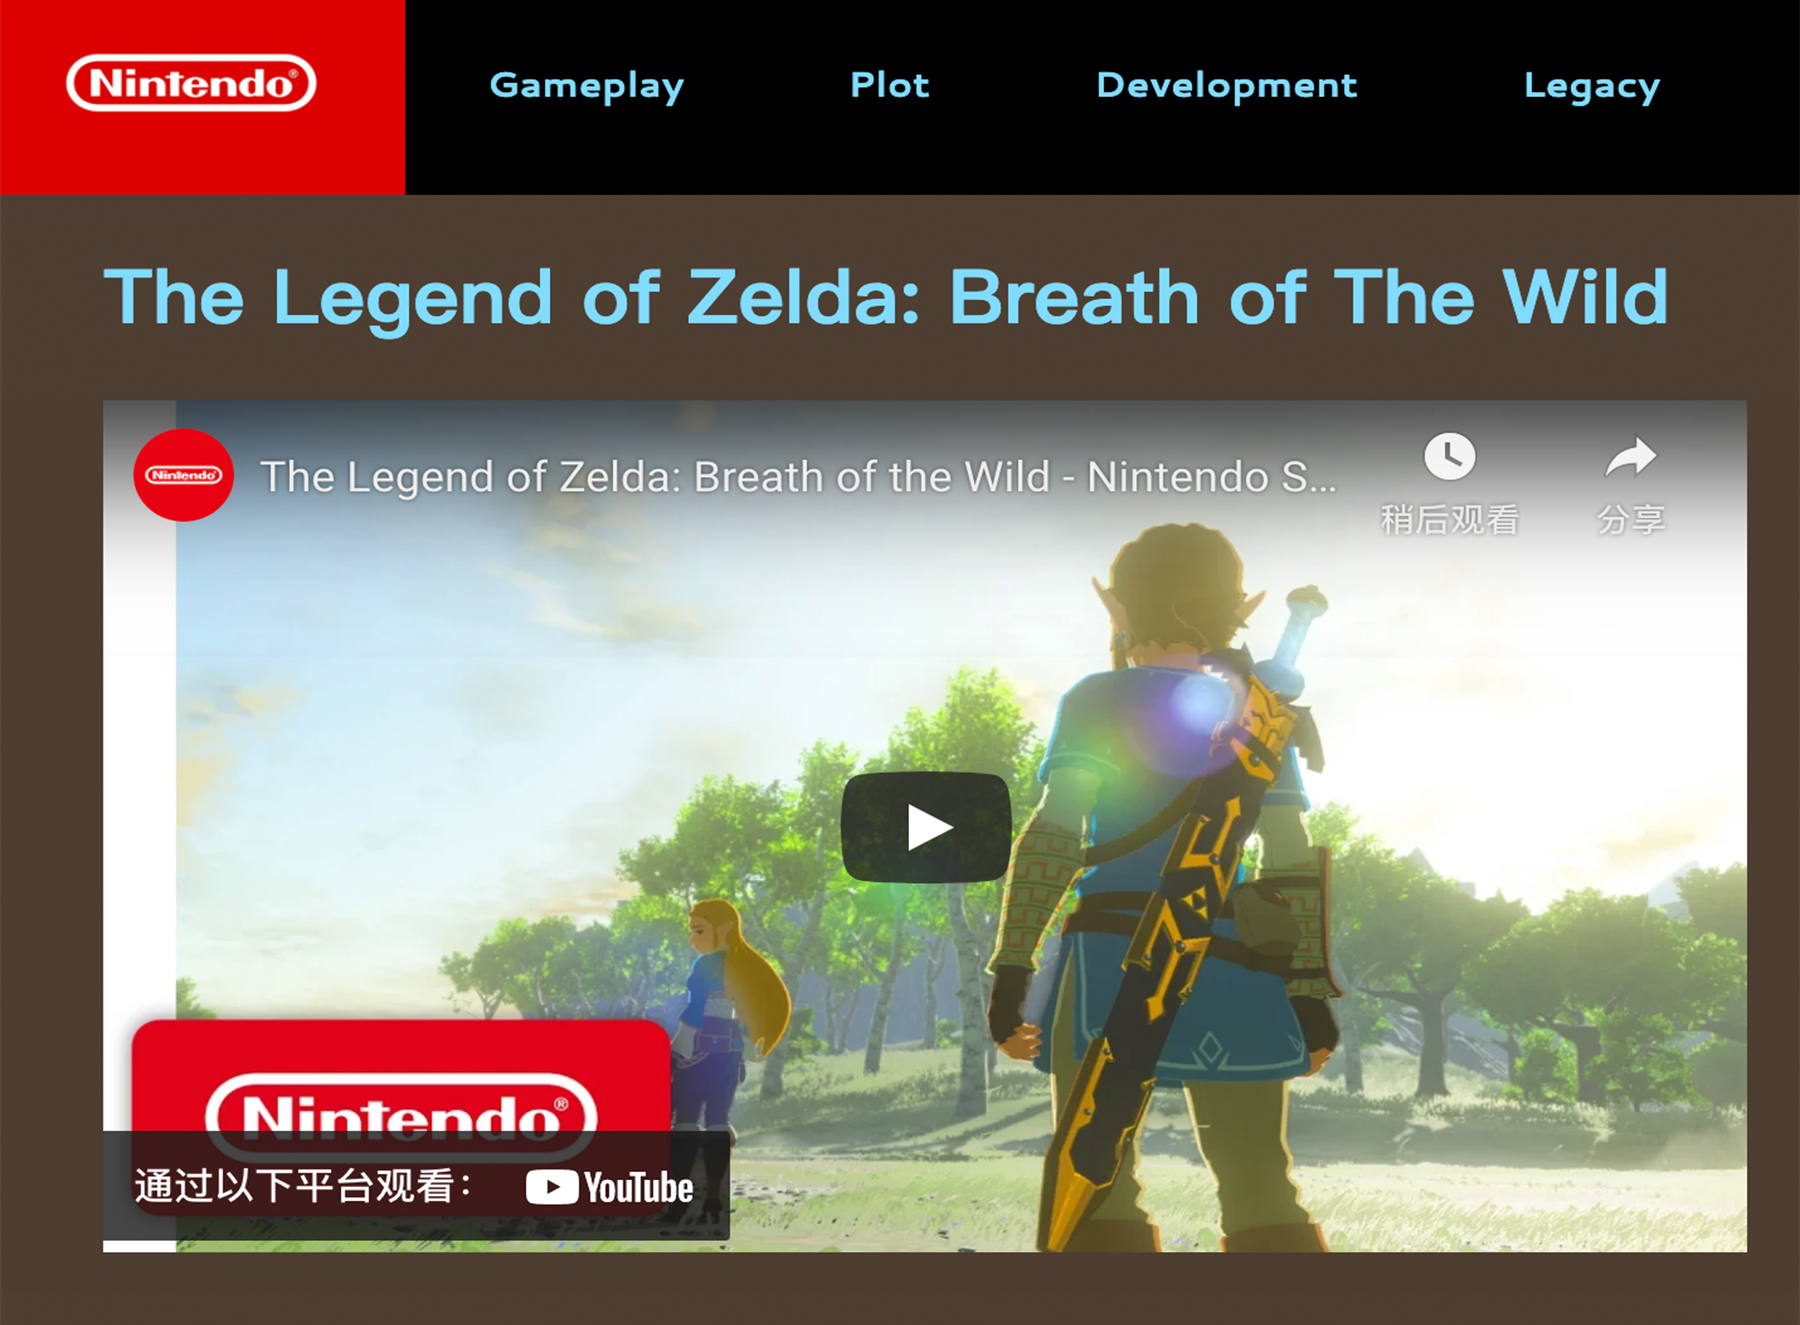 Nintendo®
Gameplay Plot Development Legacy
The Legend of Zelda: Breath of The Wild
Nintendo
The Legend of Zelda: Breath of the Wild - Nintendo S...
稍后观看
分享
Nintendo®
通过以下平台观看： YouTube